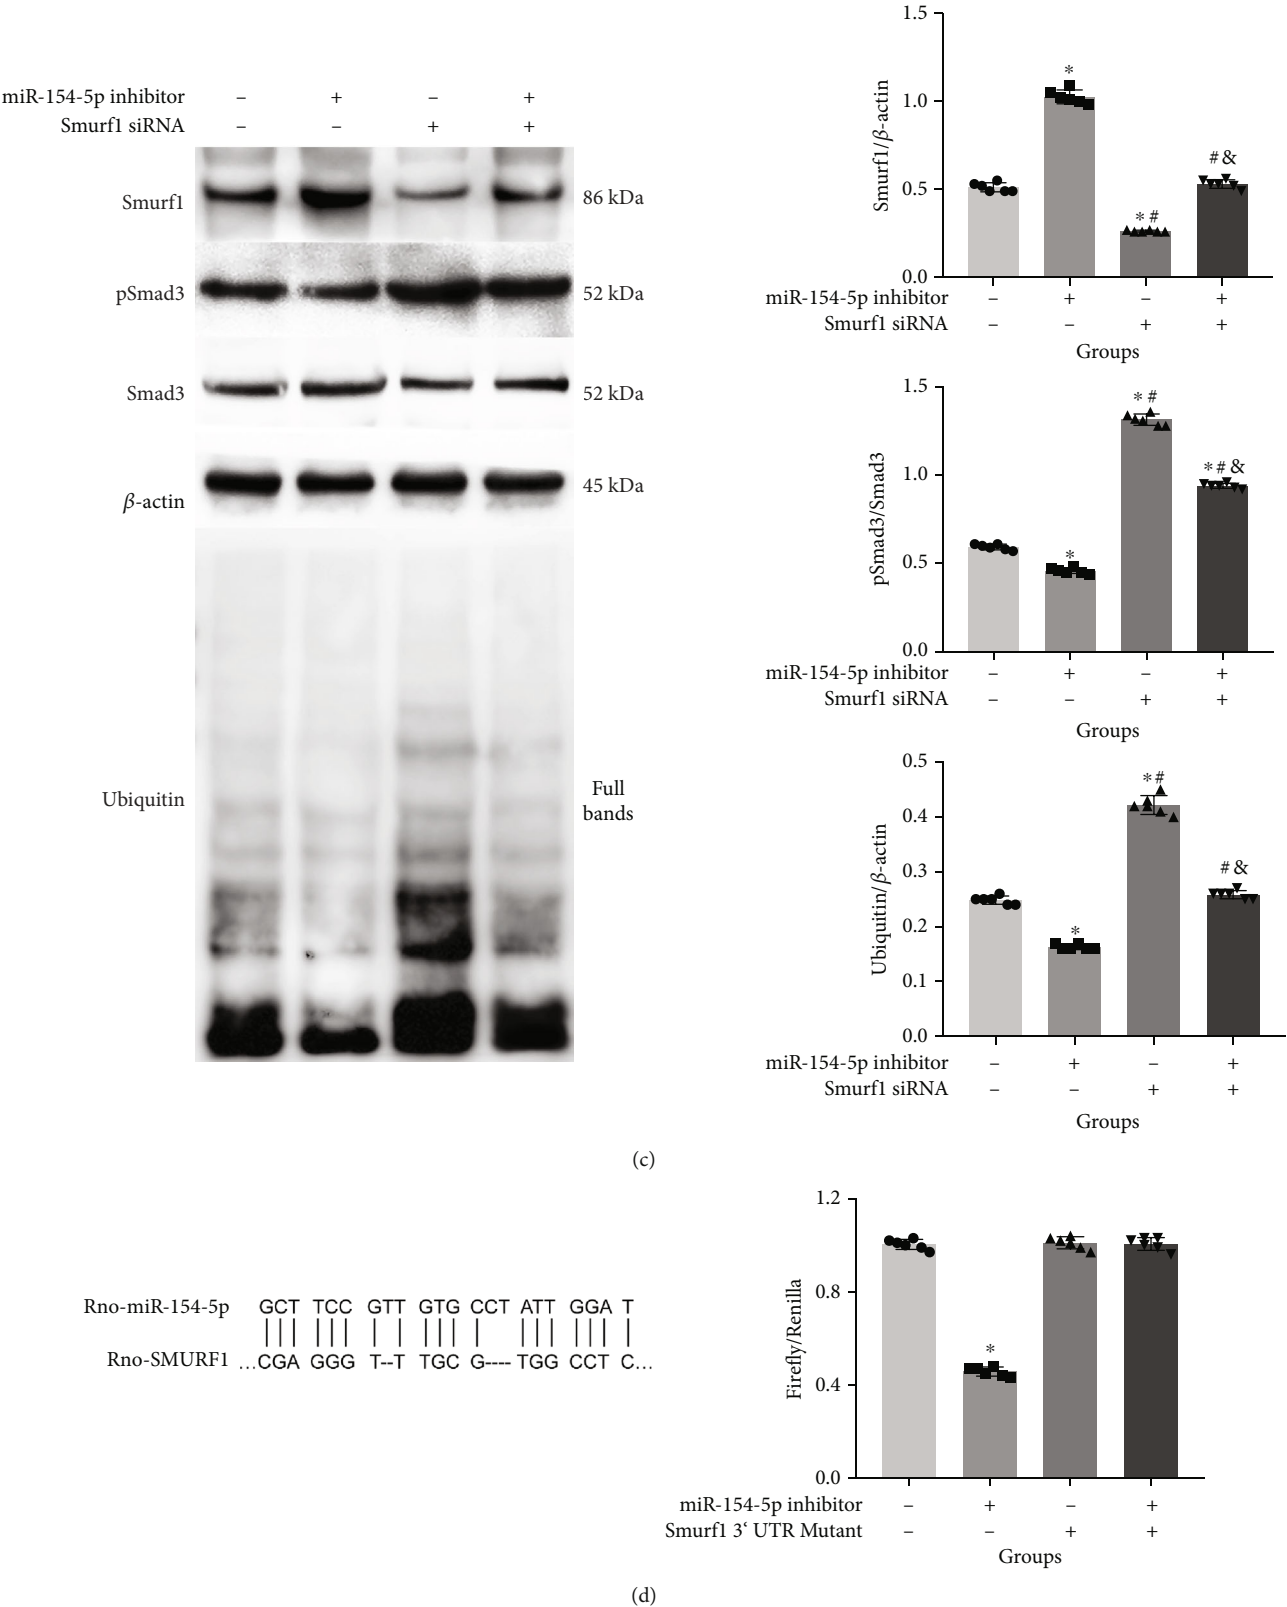 miR-154-5p inhibitor – + – +
Smurf1 siRNA – – + +
Smurf1 86 kDa
pSmad3 52 kDa
Smad3 52 kDa
β-actin 45 kDa
Ubiquitin Full bands
Smurf1/β-actin
1.5
1.0
0.5
0.0
*
* #
# &
miR-154-5p inhibitor – + – +
Smurf1 siRNA – – + +
Groups
pSmad3/Smad3
1.5
1.0
0.5
0.0
*
* #
* # &
miR-154-5p inhibitor – + – +
Smurf1 siRNA – – + +
Groups
Ubiquitin/β-actin
0.5
0.4
0.3
0.2
0.1
0.0
*
* #
# &
miR-154-5p inhibitor – + – +
Smurf1 siRNA – – + +
Groups
(c)
Rno-miR-154-5p GCT TCC GTT GTG CCT ATT GGA T
Rno-SMURF1 ...CGA GGG T--T TGC G---- TGG CCT C...
Firefly/Renilla
1.2
0.8
0.4
0.0
*
miR-154-5p inhibitor – + – +
Smurf1 3‘ UTR Mutant – – + +
Groups
(d)